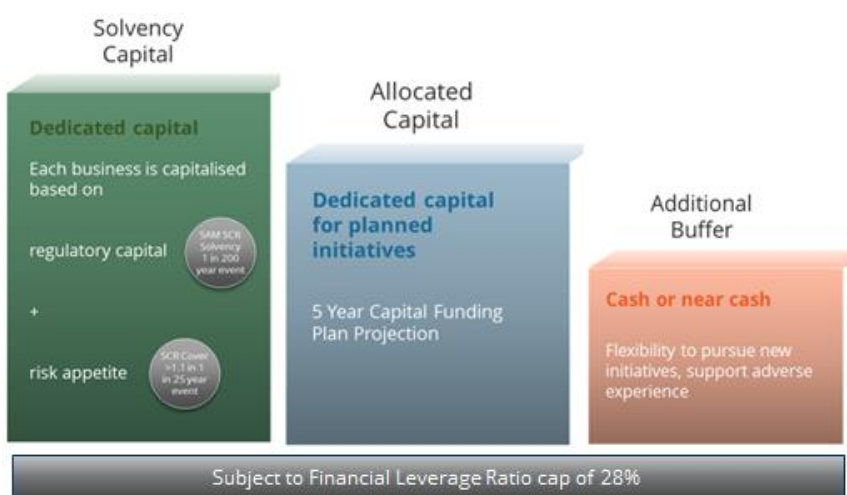 Solvency
Capital
Dedicated capital
Each business is capitalised
based on
regulatory capital
SAM SCR
Solvency
1 in 200
year event
+
risk appetite
SCR Cover
>1.1 in 1
in 25 year
event
Allocated
Capital
Dedicated capital
for planned
initiatives
5 Year Capital Funding
Plan Projection
Additional
Buffer
Cash or near cash
Flexibility to pursue new
initiatives, support adverse
experience
Subject to Financial Leverage Ratio cap of 28%